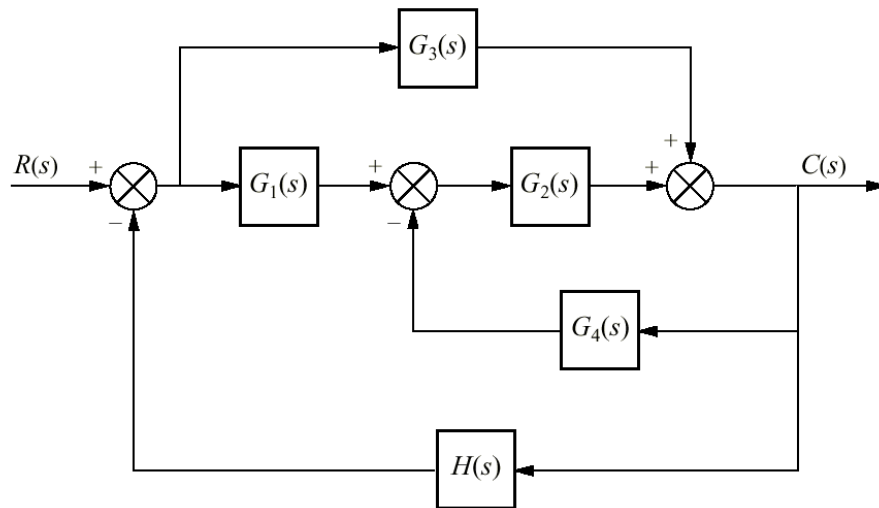 G₃(s)
R(s) + G₁(s) + − G₂(s) + + C(s)
−
G₄(s)
H(s)